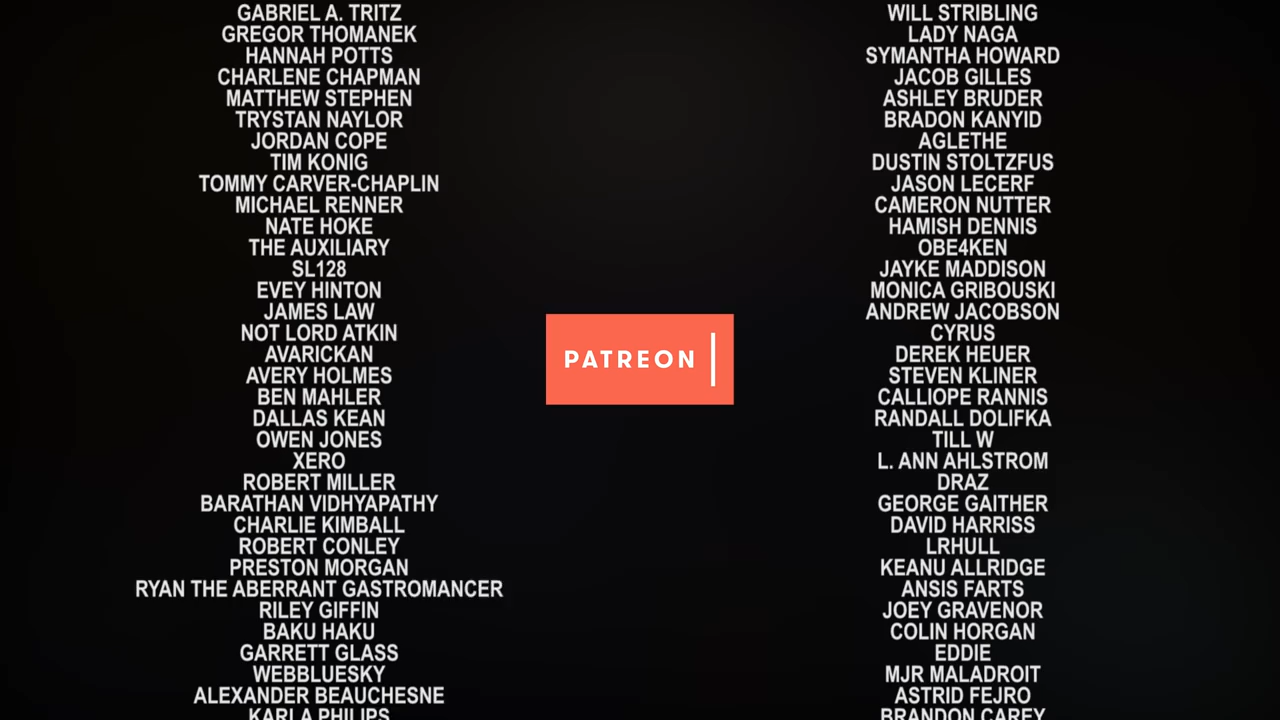 GABRIEL A. TRITZ
GREGOR THOMANEK
HANNAH POTTS
CHARLENE CHAPMAN
MATTHEW STEPHEN
TRYSTAN NAYLOR
JORDAN COPE
TIM KONIG
TOMMY CARVER-CHAPLIN
MICHAEL RENNER
NATE HOKE
THE AUXILIARY
SL128
EVEY HINTON
JAMES LAW
NOT LORD ATKIN
AVARICKAN
AVERY HOLMES
BEN MAHLER
DALLAS KEAN
OWEN JONES
XERO
ROBERT MILLER
BARATHAN VIDHYAPATHY
CHARLIE KIMBALL
ROBERT CONLEY
PRESTON MORGAN
RYAN THE ABERRANT GASTROMANCER
RILEY GIFFIN
BAKU HAKU
GARRETT GLASS
WEBBLUESKY
ALEXANDER BEAUCHESNE
KARLA PHILIPS
PATREON
WILL STRIBLING
LADY NAGA
SYMANTHA HOWARD
JACOB GILLES
ASHLEY BRUDER
BRADON KANYID
AGLETHE
DUSTIN STOLTZFUS
JASON LECERF
CAMERON NUTTER
HAMISH DENNIS
OBE4KEN
JAYKE MADDISON
MONICA GRIBOUSKI
ANDREW JACOBSON
CYRUS
DEREK HEUER
STEVEN KLINER
CALLIOPE RANNIS
RANDALL DOLIFKA
TILL W
L. ANN AHLSTROM
DRAZ
GEORGE GAITHER
DAVID HARRISS
LRHULL
KEANU ALLRIDGE
ANSIS FARTS
JOEY GRAVENOR
COLIN HORGAN
EDDIE
MJR MALADROIT
ASTRID FEJRO
BRANDON CAREY